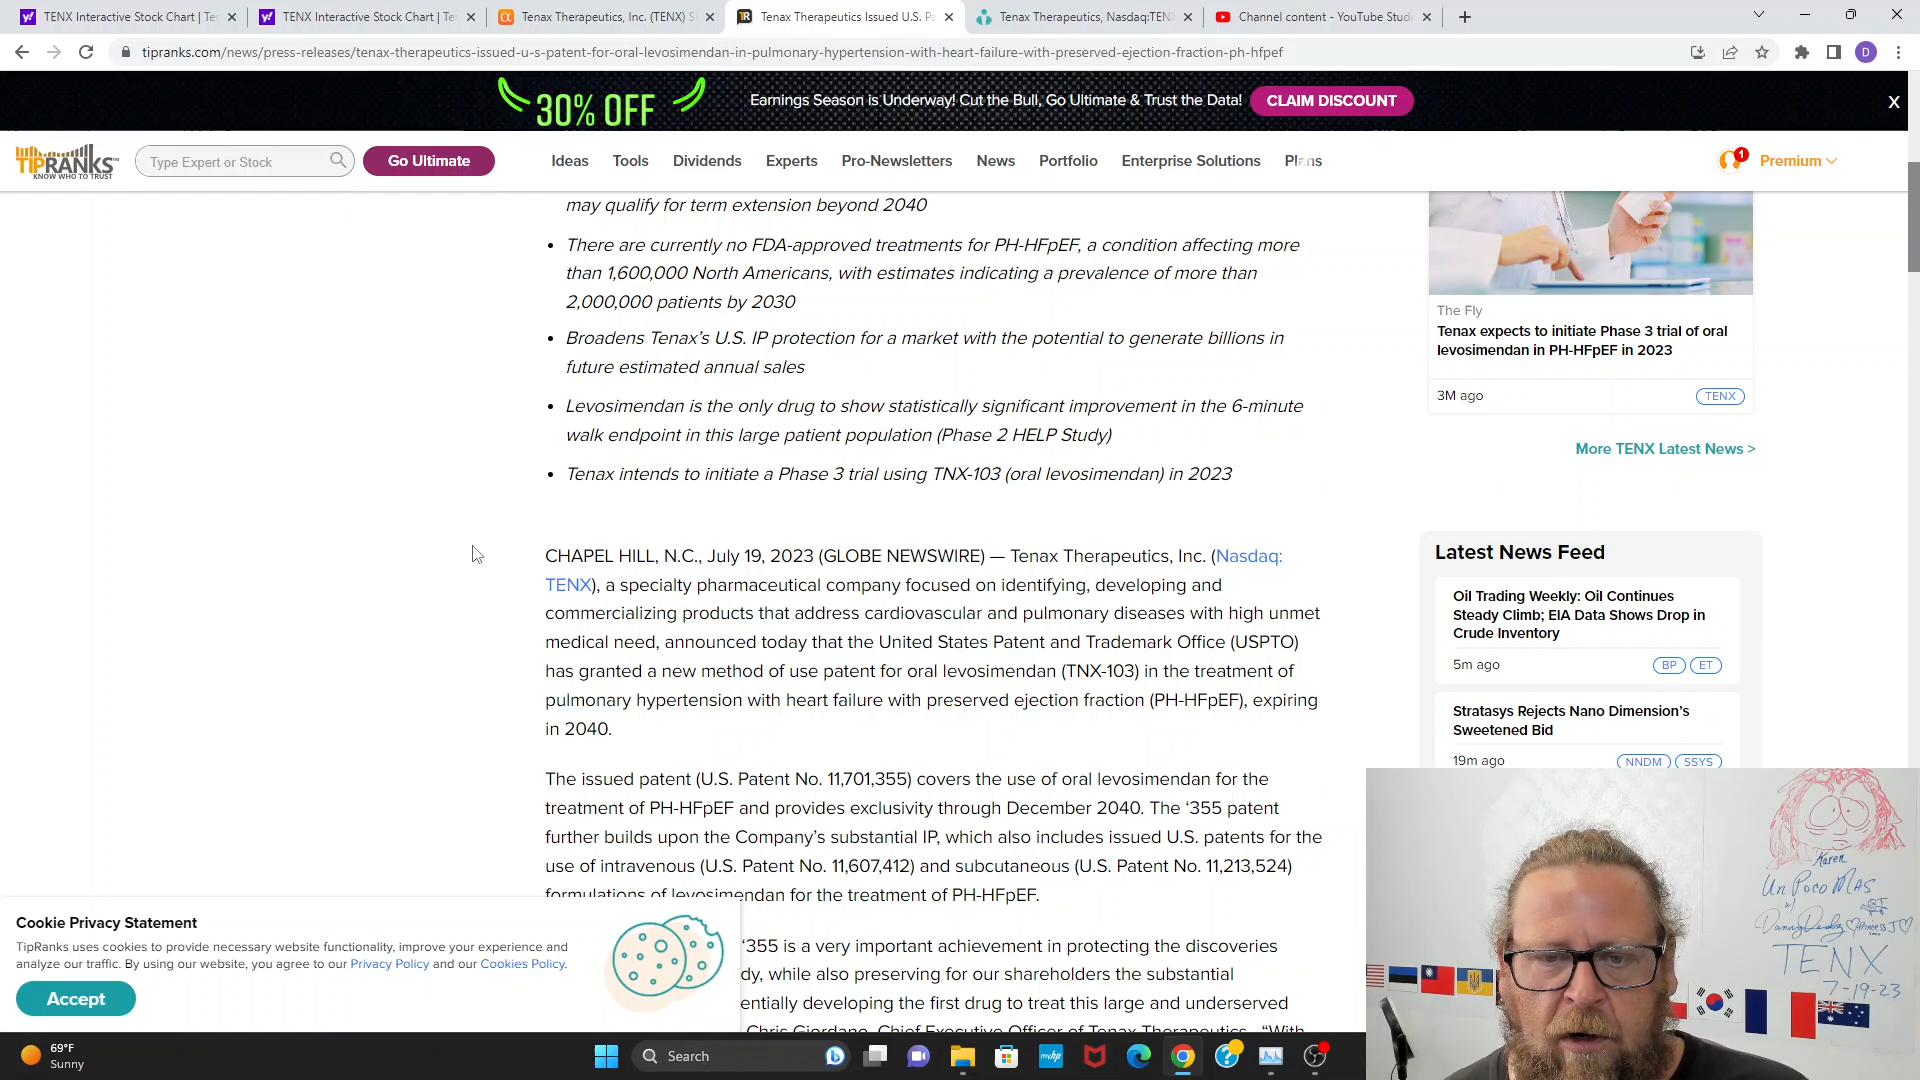 TENX Interactive Stock Chart | Te
TENX Interactive Stock Chart | Te
Tenax Therapeutics, Inc. (TENX) S
Tenax Therapeutics Issued U.S. Pa
Tenax Therapeutics, Nasdaq:TEN
Channel content - YouTube Studi
tipranks.com/news/press-releases/tenax-therapeutics-issued-u-s-patent-for-oral-levosimendan-in-pulmonary-hypertension-with-heart-failure-with-preserved-ejection-fraction-ph-hfpef
D
30% OFF
Earnings Season is Underway! Cut the Bull, Go Ultimate & Trust the Data!
CLAIM DISCOUNT
X
TIPRANKS
KNOW WHO TO TRUST
Type Expert or Stock
Go Ultimate
Ideas
Tools
Dividends
Experts
Pro-Newsletters
News
Portfolio
Enterprise Solutions
Plans
1
Premium
may qualify for term extension beyond 2040
• There are currently no FDA-approved treatments for PH-HFpEF, a condition affecting more
than 1,600,000 North Americans, with estimates indicating a prevalence of more than
2,000,000 patients by 2030
• Broadens Tenax's U.S. IP protection for a market with the potential to generate billions in
future estimated annual sales
• Levosimendan is the only drug to show statistically significant improvement in the 6-minute
walk endpoint in this large patient population (Phase 2 HELP Study)
• Tenax intends to initiate a Phase 3 trial using TNX-103 (oral levosimendan) in 2023
CHAPEL HILL, N.C., July 19, 2023 (GLOBE NEWSWIRE) — Tenax Therapeutics, Inc. (Nasdaq:
TENX), a specialty pharmaceutical company focused on identifying, developing and
commercializing products that address cardiovascular and pulmonary diseases with high unmet
medical need, announced today that the United States Patent and Trademark Office (USPTO)
has granted a new method of use patent for oral levosimendan (TNX-103) in the treatment of
pulmonary hypertension with heart failure with preserved ejection fraction (PH-HFpEF), expiring
in 2040.
The issued patent (U.S. Patent No. 11,701,355) covers the use of oral levosimendan for the
treatment of PH-HFpEF and provides exclusivity through December 2040. The '355 patent
further builds upon the Company's substantial IP, which also includes issued U.S. patents for the
use of intravenous (U.S. Patent No. 11,607,412) and subcutaneous (U.S. Patent No. 11,213,524)
formulations of levosimendan for the treatment of PH-HFpEF.
'355 is a very important achievement in protecting the discoveries
dy, while also preserving for our shareholders the substantial
entially developing the first drug to treat this large and underserved
Chris Giordano, Chief Executive Officer of Tenax Therapeutics. "With
The Fly
Tenax expects to initiate Phase 3 trial of oral
levosimendan in PH-HFpEF in 2023
3M ago
TENX
More TENX Latest News >
Latest News Feed
Oil Trading Weekly: Oil Continues
Steady Climb; EIA Data Shows Drop in
Crude Inventory
5m ago
BP
ET
Stratasys Rejects Nano Dimension's
Sweetened Bid
19m ago
NNDM
SSYS
Cookie Privacy Statement
TipRanks uses cookies to provide necessary website functionality, improve your experience and
analyze our traffic. By using our website, you agree to our Privacy Policy and our Cookies Policy.
Accept
Karen
Un Poco Mas
w/
TENX
7-19-23
69°F
Sunny
Search
myhp